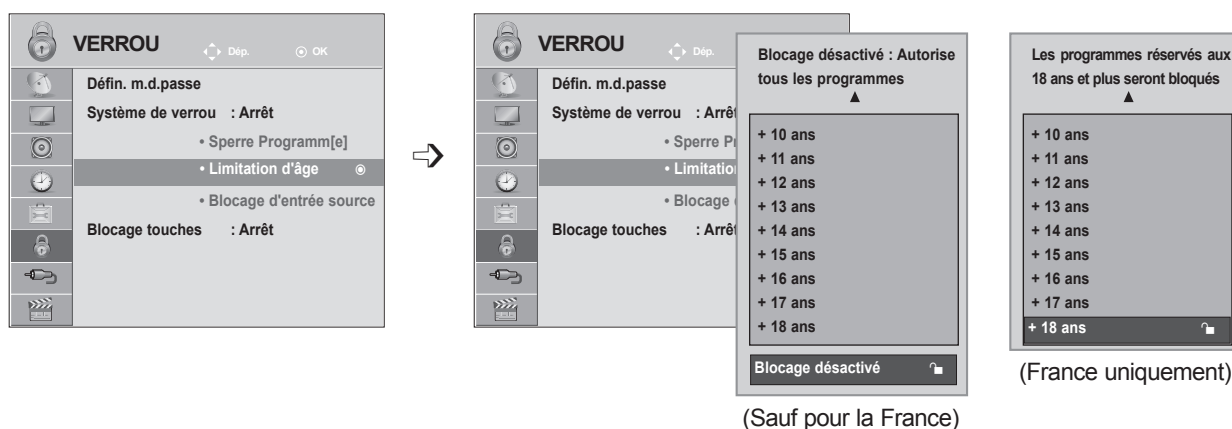 VERROU
Dép.
OK
Défin. m.d.passe
Système de verrou : Arrêt
• Sperre Programm[e]
• Limitation d'âge
• Blocage d'entrée source
Blocage touches : Arrêt
VERROU
Dép.
Défin. m.d.passe
Système de verrou : Arrêt
• Sperre P
• Limitation
• Blocage
Blocage touches : Arrêt
Blocage désactivé : Autorise
tous les programmes
+ 10 ans
+ 11 ans
+ 12 ans
+ 13 ans
+ 14 ans
+ 15 ans
+ 16 ans
+ 17 ans
+ 18 ans
Blocage désactivé
(Sauf pour la France)
Les programmes réservés aux
18 ans et plus seront bloqués
+ 10 ans
+ 11 ans
+ 12 ans
+ 13 ans
+ 14 ans
+ 15 ans
+ 16 ans
+ 17 ans
+ 18 ans
(France uniquement)